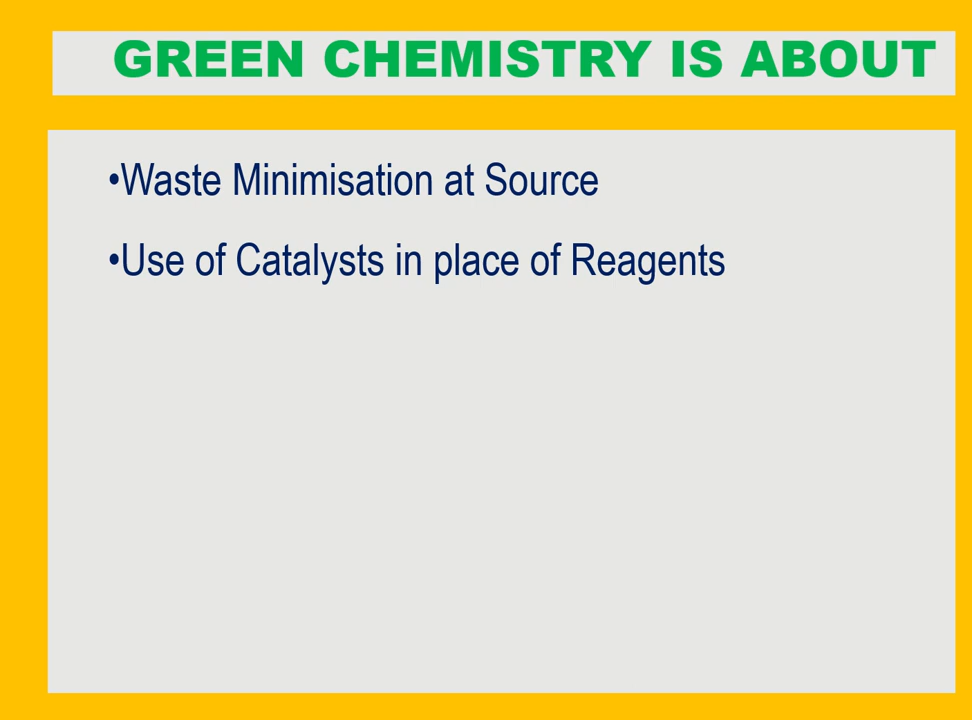 GREEN CHEMISTRY IS ABOUT
•Waste Minimisation at Source
•Use of Catalysts in place of Reagents